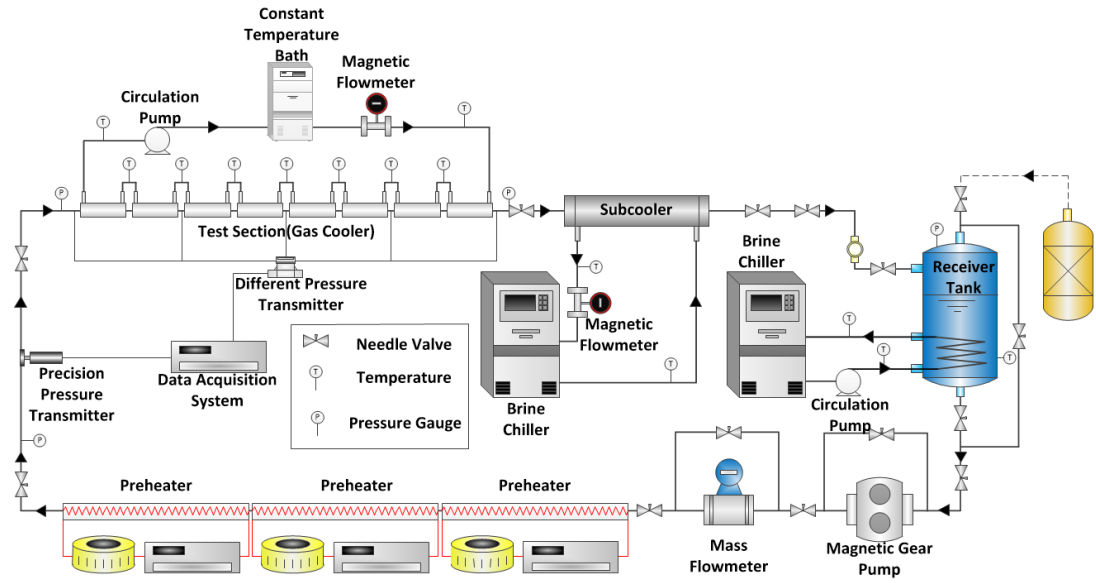 Constant
Temperature
Bath
Magnetic
Flowmeter
Circulation
Pump
T
T
T
T
T
T
T
T
T
T
P
P
Test Section(Gas Cooler)
Different Pressure
Transmitter
Subcooler
Brine
Chiller
P
Receiver
Tank
T
Magnetic
Flowmeter
T
Brine
Chiller
T
T
T
Circulation
Pump
Needle Valve
T
Temperature
P
Pressure Gauge
Precision
Pressure
Transmitter
Data Acquisition
System
P
Preheater
Preheater
Preheater
Mass
Flowmeter
Magnetic Gear
Pump